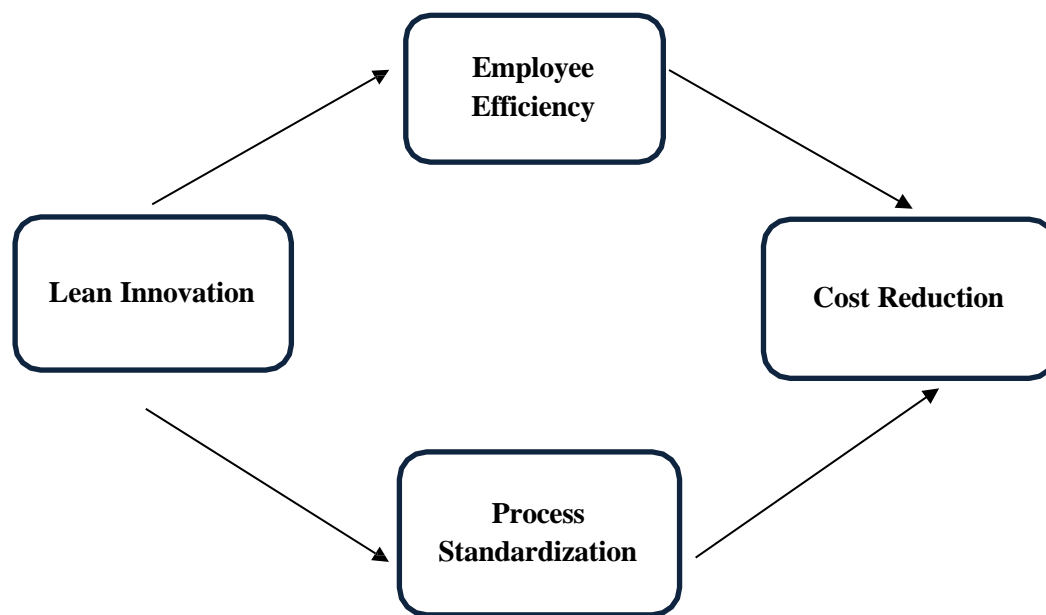 Employee
Efficiency
Lean Innovation
Cost Reduction
Process
Standardization